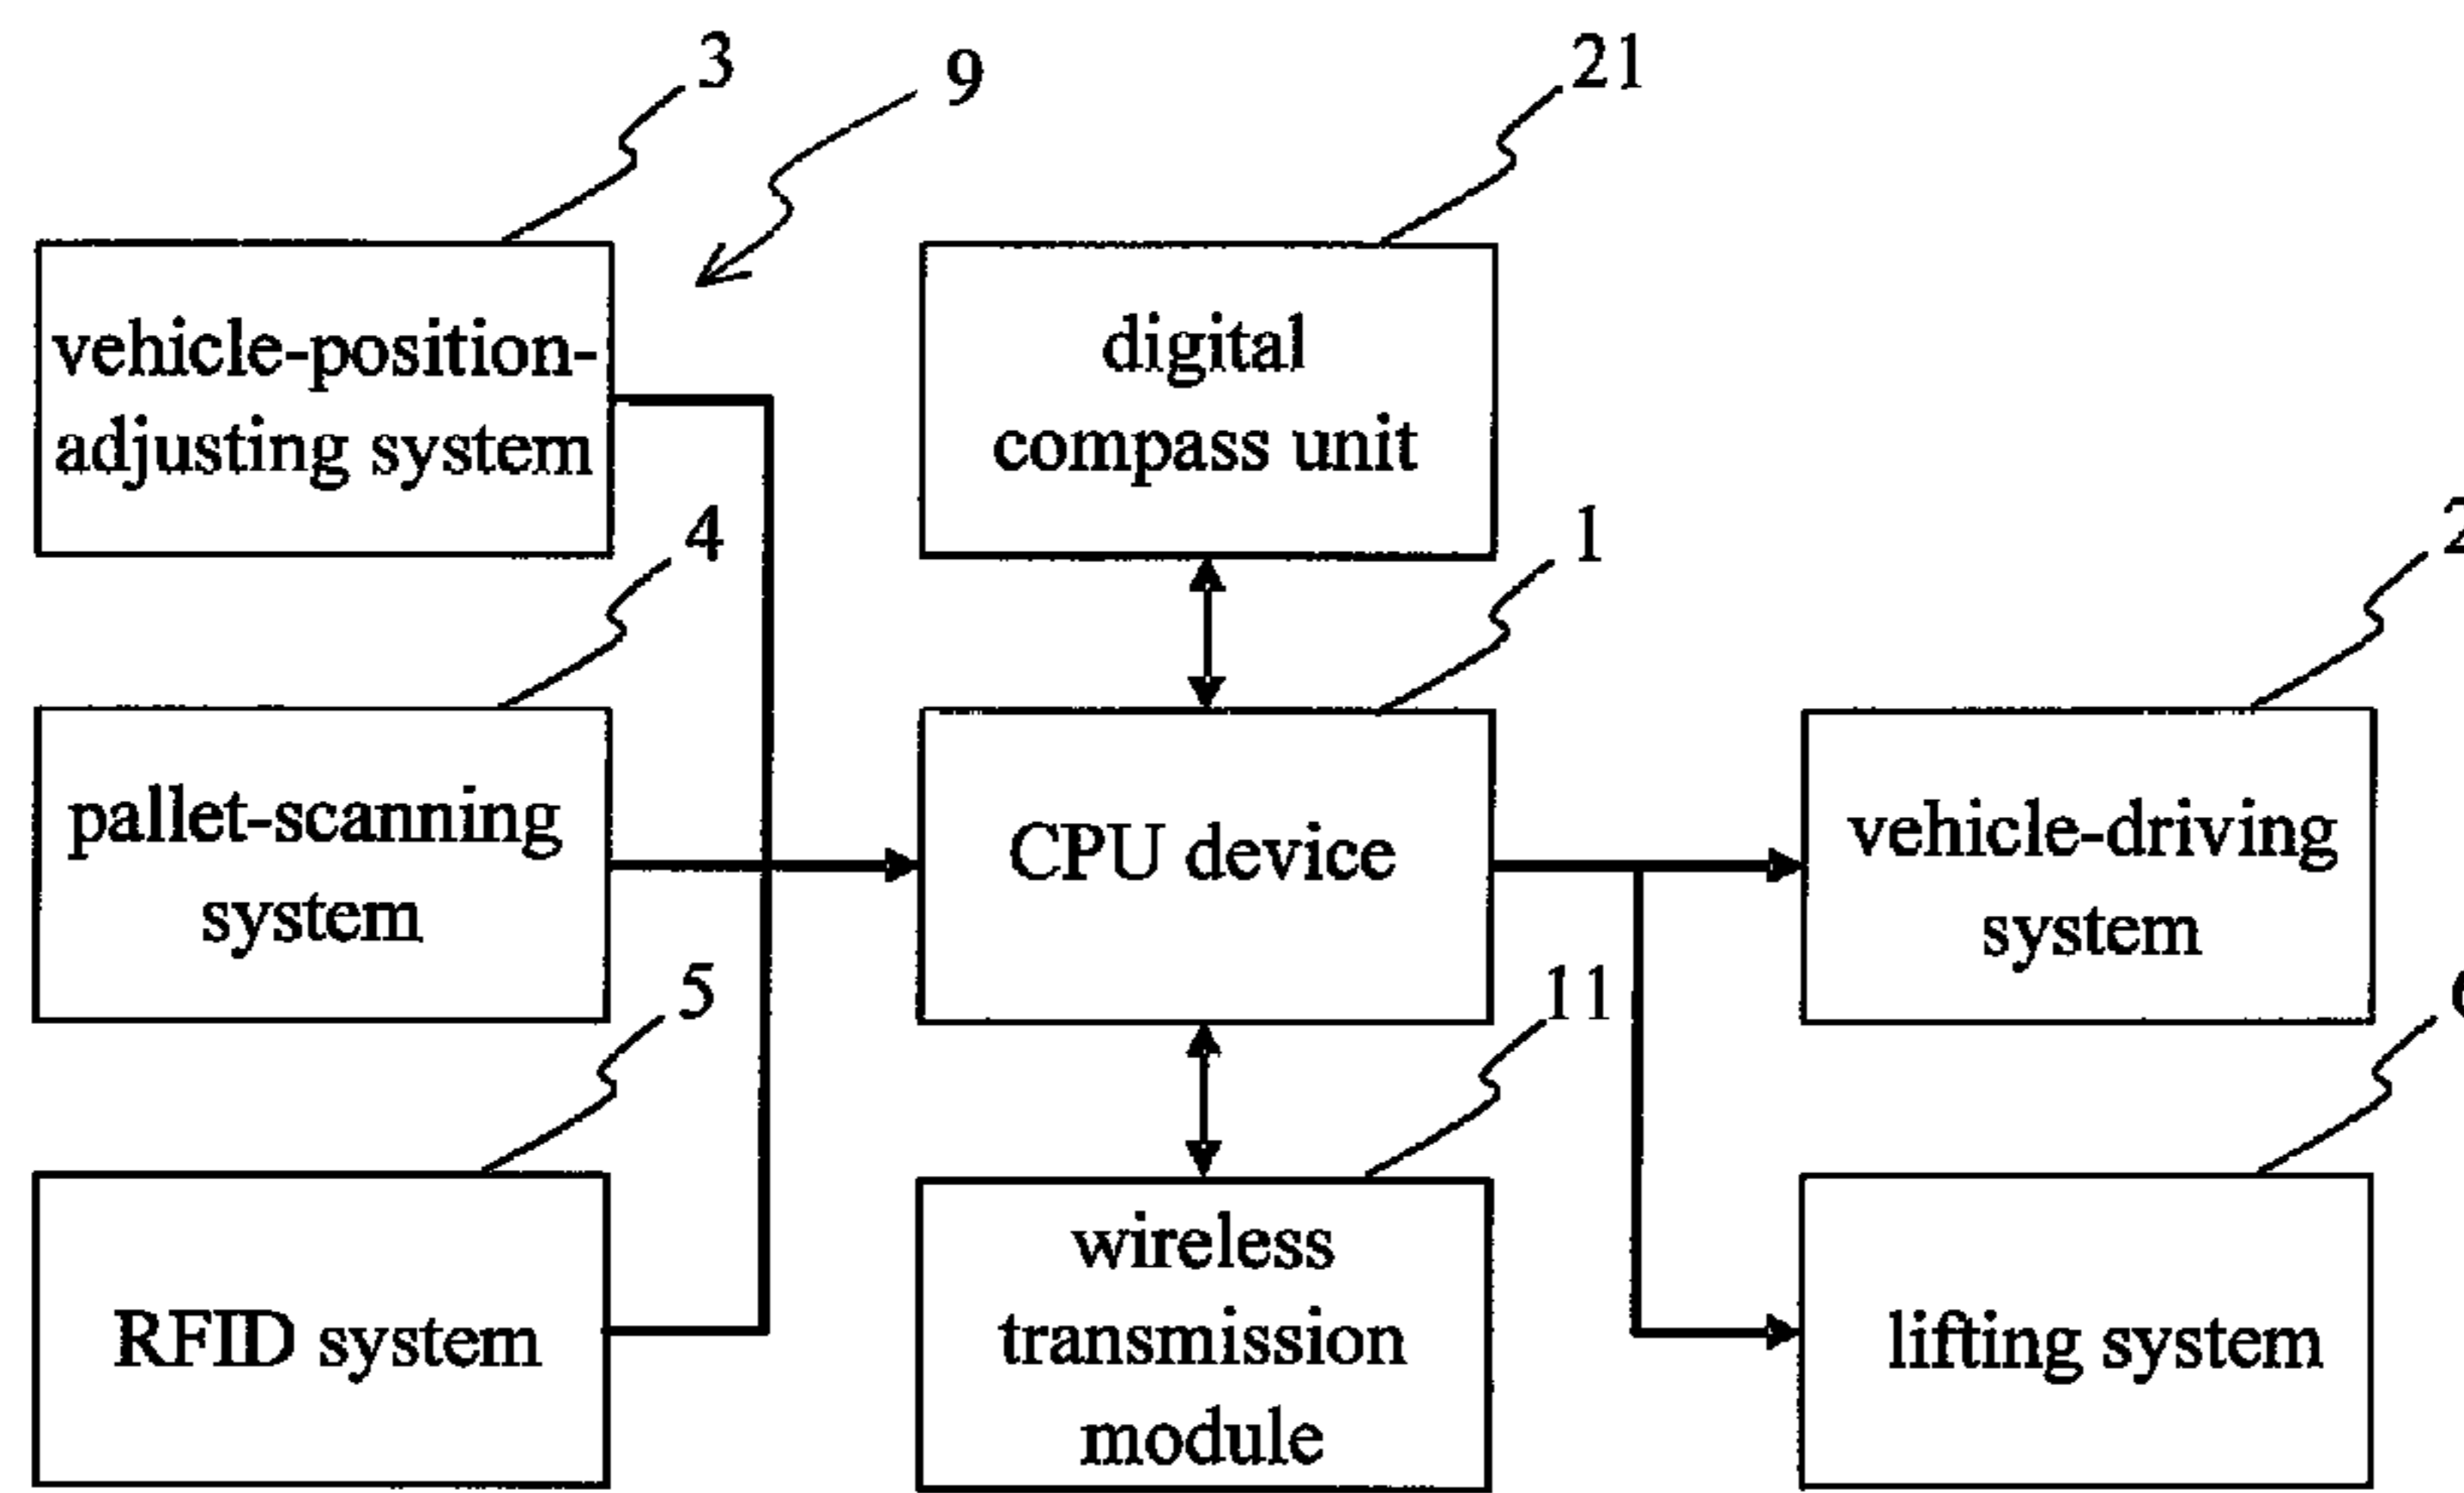 3
9
21
vehicle-position-
adjusting system
digital
compass unit
4
1
2
pallet-scanning
system
CPU device
vehicle-driving
system
5
11
RFID system
wireless
transmission
module
lifting system